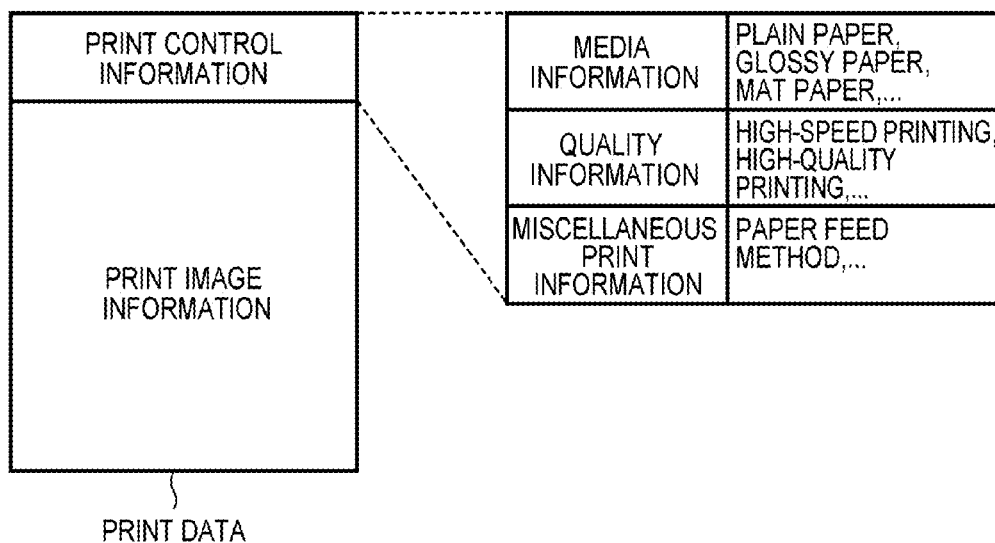 PRINT CONTROL
INFORMATION
PRINT IMAGE
INFORMATION
PRINT DATA
MEDIA
INFORMATION
PLAIN PAPER,
GLOSSY PAPER,
MAT PAPER,...
QUALITY
INFORMATION
HIGH-SPEED PRINTING,
HIGH-QUALITY
PRINTING,...
MISCELLANEOUS
PRINT
INFORMATION
PAPER FEED
METHOD,...